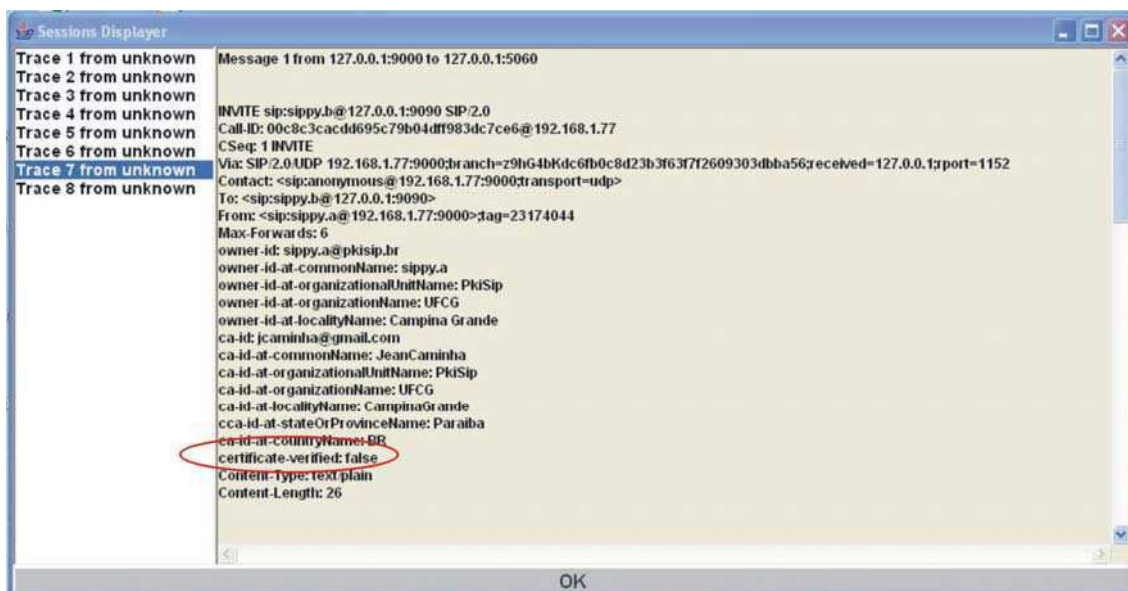 Sessions Displayer
Trace 1 from unknown
Trace 2 from unknown
Trace 3 from unknown
Trace 4 from unknown
Trace 5 from unknown
Trace 6 from unknown
Trace 7 from unknown
Trace 8 from unknown
Message 1 from 127.0.0.1:9000 to 127.0.0.1:5060
INVITE sip:sippy.b@127.0.0.1:9090 SIP/2.0
Call-ID: 00c8c3cacdd695c79b04dff983dc7ce6@192.168.1.77
CSeq: 1 INVITE
Via: SIP/2.0/UDP 192.168.1.77:9000;branch=z9hG4bKdc6fb0c8d23b3f63f7f2609303dbba56;received=127.0.0.1;rport=1152
Contact: <sip:anonymous@192.168.1.77:9000;transport=udp>
To: <sip:sippy.b@127.0.0.1:9090>
From: <sip:sippy.a@192.168.1.77:9000>;tag=23174044
Max-Forwards: 6
owner-id: sippy.a@pkisip.br
owner-id-at-commonName: sippy.a
owner-id-at-organizationalUnitName: PkiSip
owner-id-at-organizationName: UFCG
owner-id-at-localityName: Campina Grande
ca-id: jcaminha@gmail.com
ca-id-at-commonName: JeanCaminha
ca-id-at-organizationalUnitName: PkiSip
ca-id-at-organizationName: UFCG
ca-id-at-localityName: CampinaGrande
cca-id-at-stateOrProvinceName: Paraiba
ca-id-at-countryName: BR
certificate-verified: false
Content-Type: text/plain
Content-Length: 26
OK